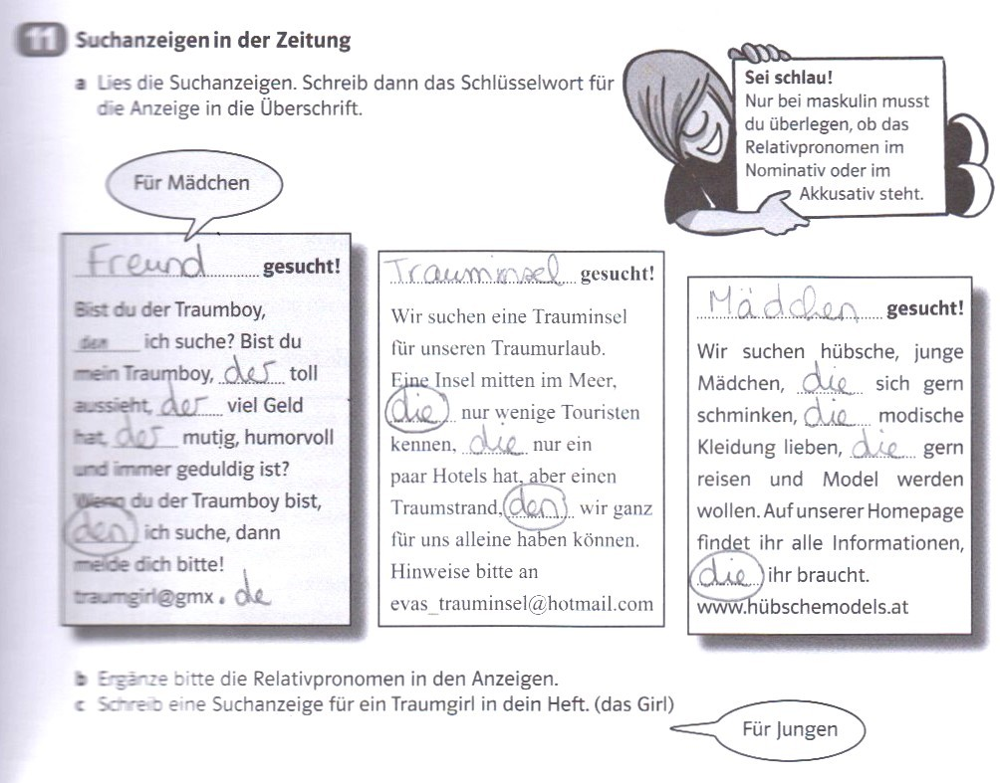 11 Suchanzeigen in der Zeitung
a Lies die Suchanzeigen. Schreib dann das Schlüsselwort für
die Anzeige in die Überschrift.
Sei schlau!
Nur bei maskulin musst
du überlegen, ob das
Relativpronomen im
Nominativ oder im
Akkusativ steht.
Für Mädchen
Freund gesucht!
Bist du der Traumboy,
den ich suche? Bist du
mein Traumboy, der toll
aussieht, der viel Geld
hat, der mutig, humorvoll
und immer geduldig ist?
Wenn du der Traumboy bist,
den ich suche, dann
melde dich bitte!
traumgirl@gmx.de
Trauminsel gesucht!
Wir suchen eine Trauminsel
für unseren Traumurlaub.
Eine Insel mitten im Meer,
die nur wenige Touristen
kennen, die nur ein
paar Hotels hat, aber einen
Traumstrand, den wir ganz
für uns alleine haben können.
Hinweise bitte an
evas_trauminsel@hotmail.com
Mädchen gesucht!
Wir suchen hübsche, junge
Mädchen, die sich gern
schminken, die modische
Kleidung lieben, die gern
reisen und Model werden
wollen. Auf unserer Homepage
findet ihr alle Informationen,
die ihr braucht.
www.hübschemodels.at
b Ergänze bitte die Relativpronomen in den Anzeigen.
c Schreib eine Suchanzeige für ein Traumgirl in dein Heft. (das Girl)
Für Jungen